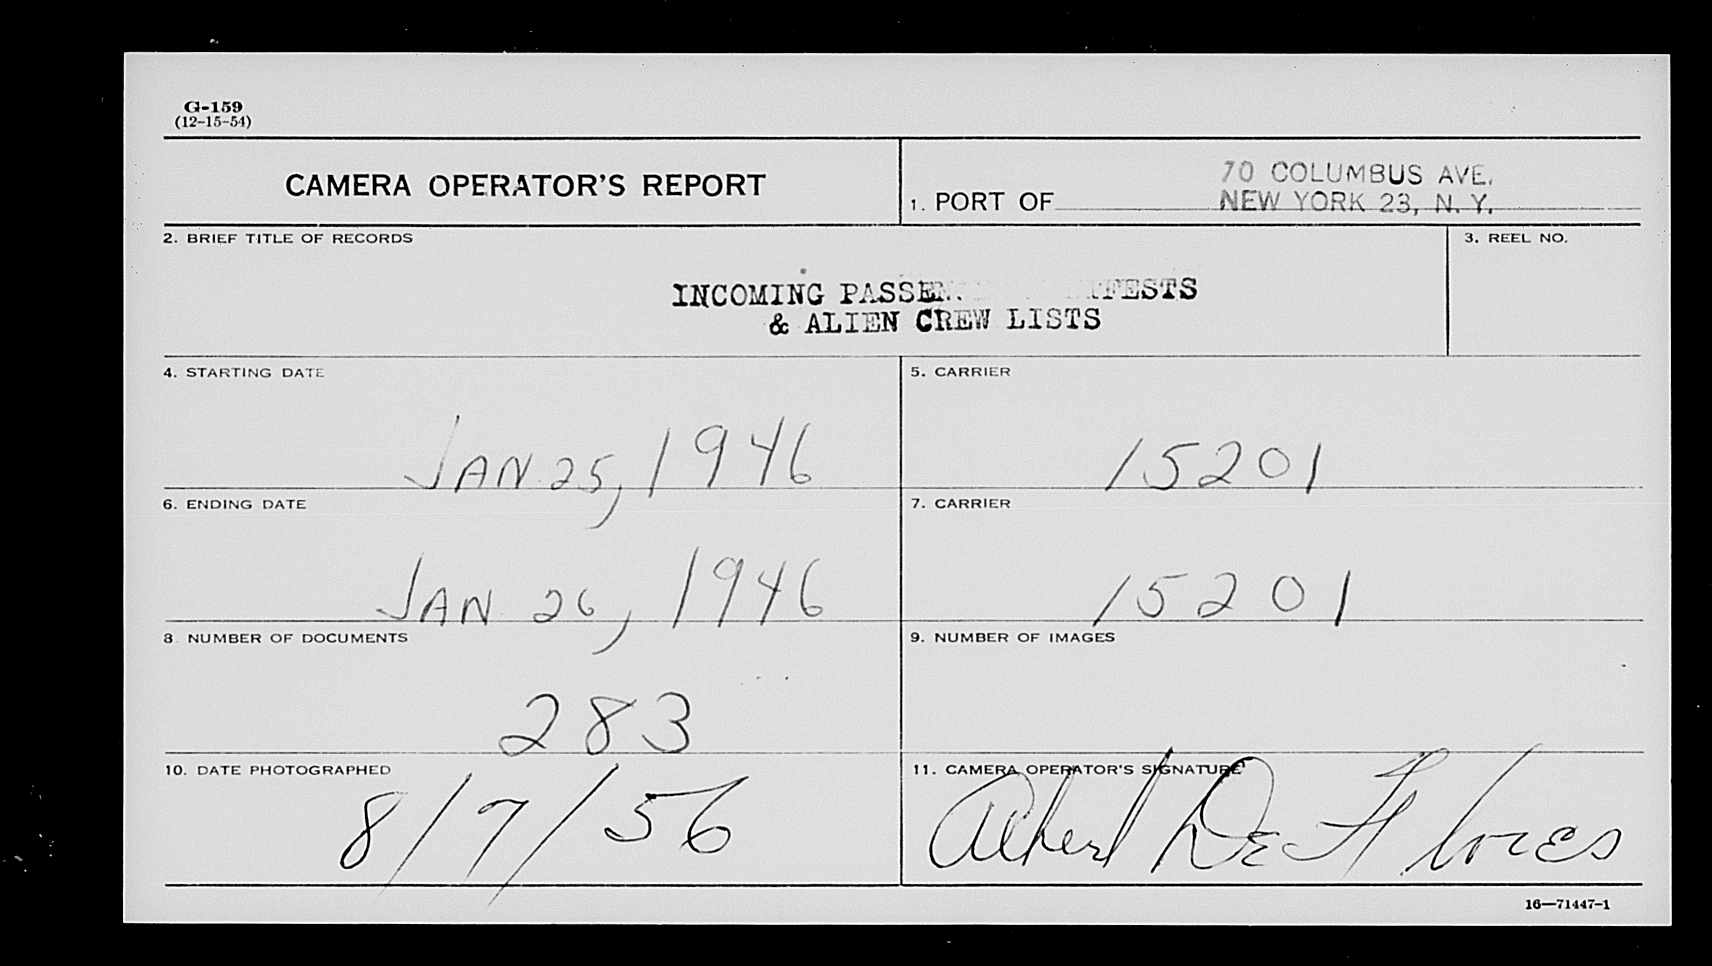 G-159
(12-15-54)
CAMERA OPERATOR'S REPORT
1. PORT OF
70 COLUMBUS AVE.
NEW YORK 23, N. Y.
2. BRIEF TITLE OF RECORDS
3. REEL NO.
INCOMING
& ALIEN CREW LISTS
4. STARTING DATE
JAN 25, 1946
5. CARRIER
15201
6. ENDING DATE
JAN 26, 1946
7. CARRIER
15201
8. NUMBER OF DOCUMENTS
283
9. NUMBER OF IMAGES
10. DATE PHOTOGRAPHED
8/7/56
11. CAMERA OPERATOR'S SIGNATURE
Albert De
16—71447-1